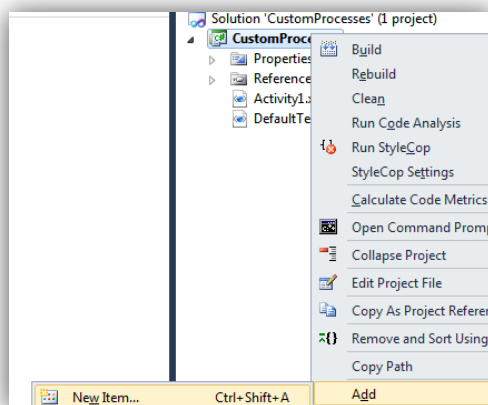 Solution 'CustomProcesses' (1 project)
CustomProce
Properties
Reference
Activity1.
DefaultTe
Build
Rebuild
Clean
Run Code Analysis
Run StyleCop
StyleCop Settings
Calculate Code Metrics
Open Command Promp
Collapse Project
Edit Project File
Copy As Project Referen
Remove and Sort Using
Copy Path
Add
New Item... Ctrl+Shift+A